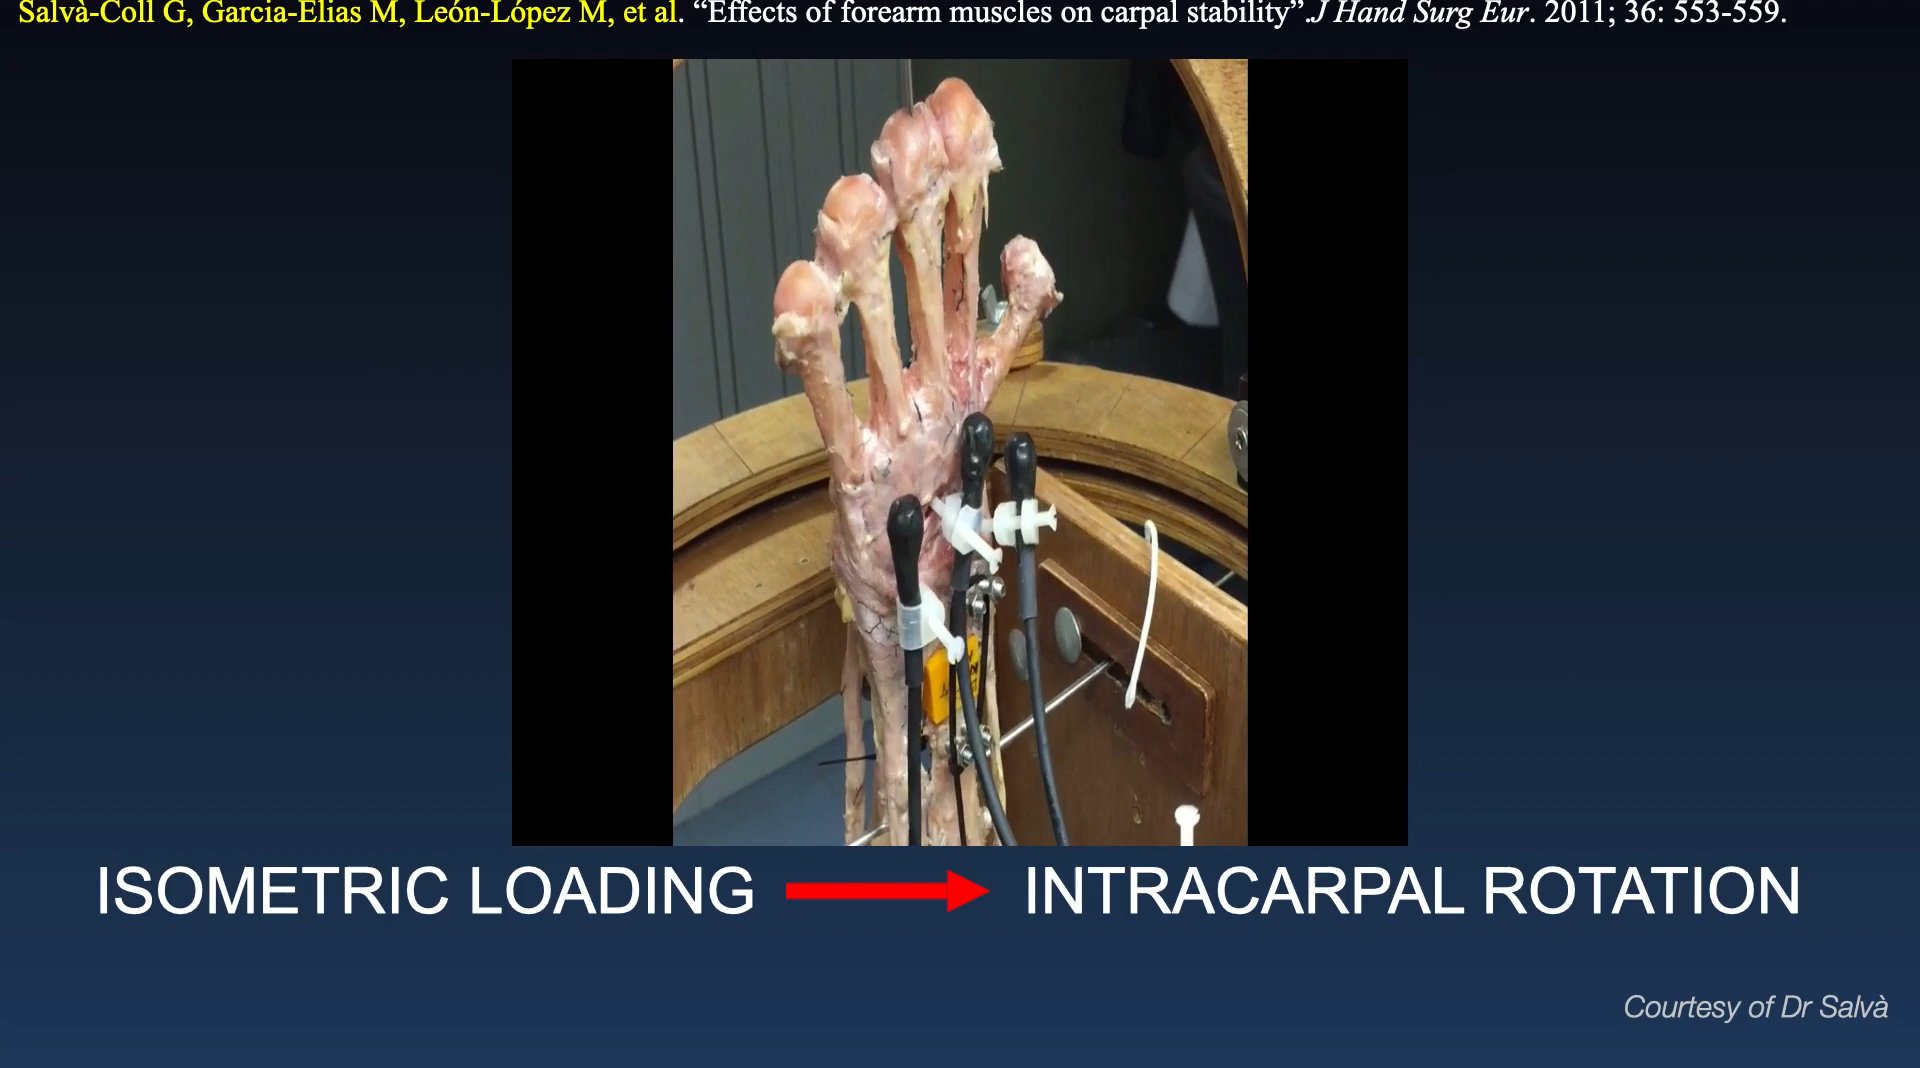 Salvà-Coll G, Garcia-Elias M, León-López M, et al. “Effects of forearm muscles on carpal stability”.J Hand Surg Eur. 2011; 36: 553-559.
ISOMETRIC LOADING INTRACARPAL ROTATION
Courtesy of Dr Salvà